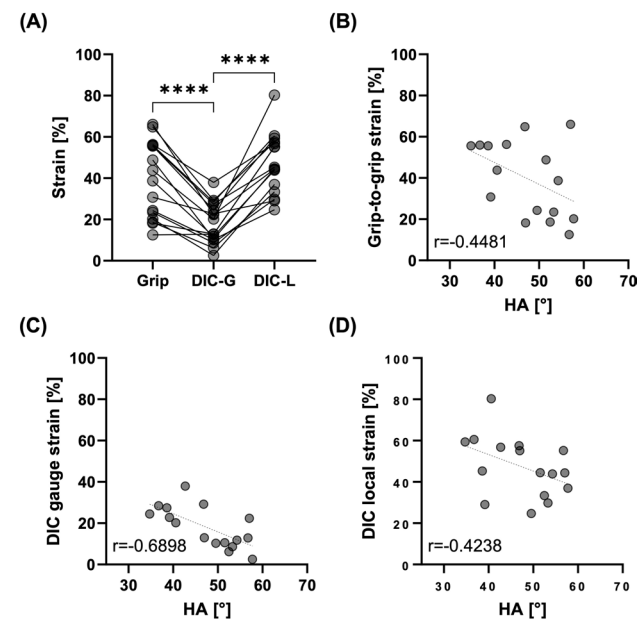 (A)
**** ****
Strain [%]
100
80
60
40
20
0
Grip DIC-G DIC-L
(B)
Grip-to-grip strain [%]
100
80
60
40
20
0
r=-0.4481
30 40 50 60 70
HA [°]
(C)
DIC gauge strain [%]
100
80
60
40
20
0
r=-0.6898
30 40 50 60 70
HA [°]
(D)
DIC local strain [%]
100
80
60
40
20
0
r=-0.4238
30 40 50 60 70
HA [°]